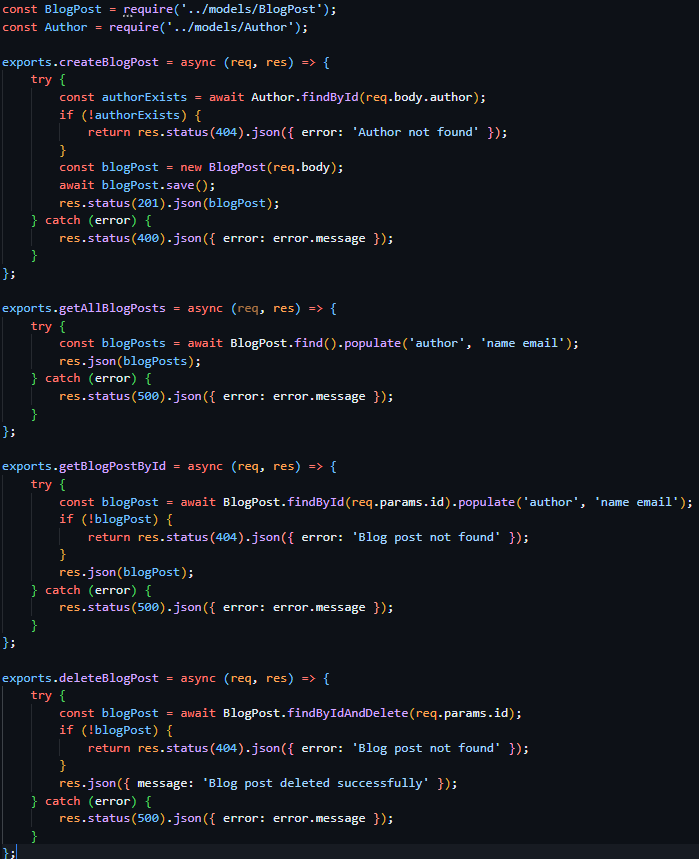 const BlogPost = require('../models/BlogPost');
const Author = require('../models/Author');

exports.createBlogPost = async (req, res) => {
    try {
        const authorExists = await Author.findById(req.body.author);
        if (!authorExists) {
            return res.status(404).json({ error: 'Author not found' });
        }
        const blogPost = new BlogPost(req.body);
        await blogPost.save();
        res.status(201).json(blogPost);
    } catch (error) {
        res.status(400).json({ error: error.message });
    }
};

exports.getAllBlogPosts = async (req, res) => {
    try {
        const blogPosts = await BlogPost.find().populate('author', 'name email');
        res.json(blogPosts);
    } catch (error) {
        res.status(500).json({ error: error.message });
    }
};

exports.getBlogPostById = async (req, res) => {
    try {
        const blogPost = await BlogPost.findById(req.params.id).populate('author', 'name email');
        if (!blogPost) {
            return res.status(404).json({ error: 'Blog post not found' });
        }
        res.json(blogPost);
    } catch (error) {
        res.status(500).json({ error: error.message });
    }
};

exports.deleteBlogPost = async (req, res) => {
    try {
        const blogPost = await BlogPost.findByIdAndDelete(req.params.id);
        if (!blogPost) {
            return res.status(404).json({ error: 'Blog post not found' });
        }
        res.json({ message: 'Blog post deleted successfully' });
    } catch (error) {
        res.status(500).json({ error: error.message });
    }
};